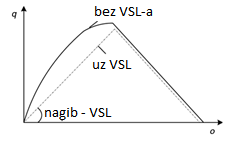 q
bez VSL-a
uz VSL
nagib - VSL
o